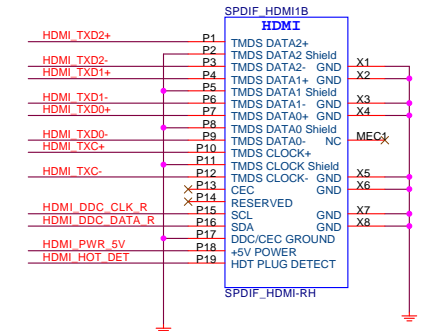 SPDIF_HDMI1B
HDMI
HDMI_TXD2+ P1 TMDS DATA2+
P2 TMDS DATA2 Shield
HDMI_TXD2- P3 TMDS DATA2- GND X1
HDMI_TXD1+ P4 TMDS DATA1+ GND X2
P5 TMDS DATA1 Shield
HDMI_TXD1- P6 TMDS DATA1- GND X3
HDMI_TXD0+ P7 TMDS DATA0+ GND X4
P8 TMDS DATA0 Shield
HDMI_TXD0- P9 TMDS DATA0- NC MEC1
HDMI_TXC+ P10 TMDS CLOCK+
P11 TMDS CLOCK Shield
HDMI_TXC- P12 TMDS CLOCK- GND X5
P13 CEC GND X6
P14 RESERVED
HDMI_DDC_CLK_R P15 SCL GND X7
HDMI_DDC_DATA_R P16 SDA GND X8
P17 DDC/CEC GROUND
HDMI_PWR_5V P18 +5V POWER
HDMI_HOT_DET P19 HDT PLUG DETECT
SPDIF_HDMI-RH